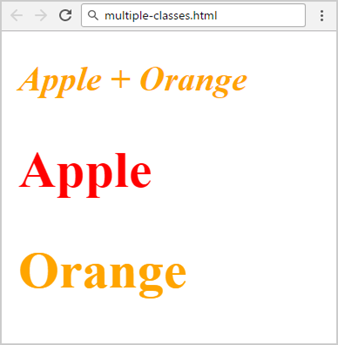 multiple-classes.html
Apple + Orange
Apple
Orange